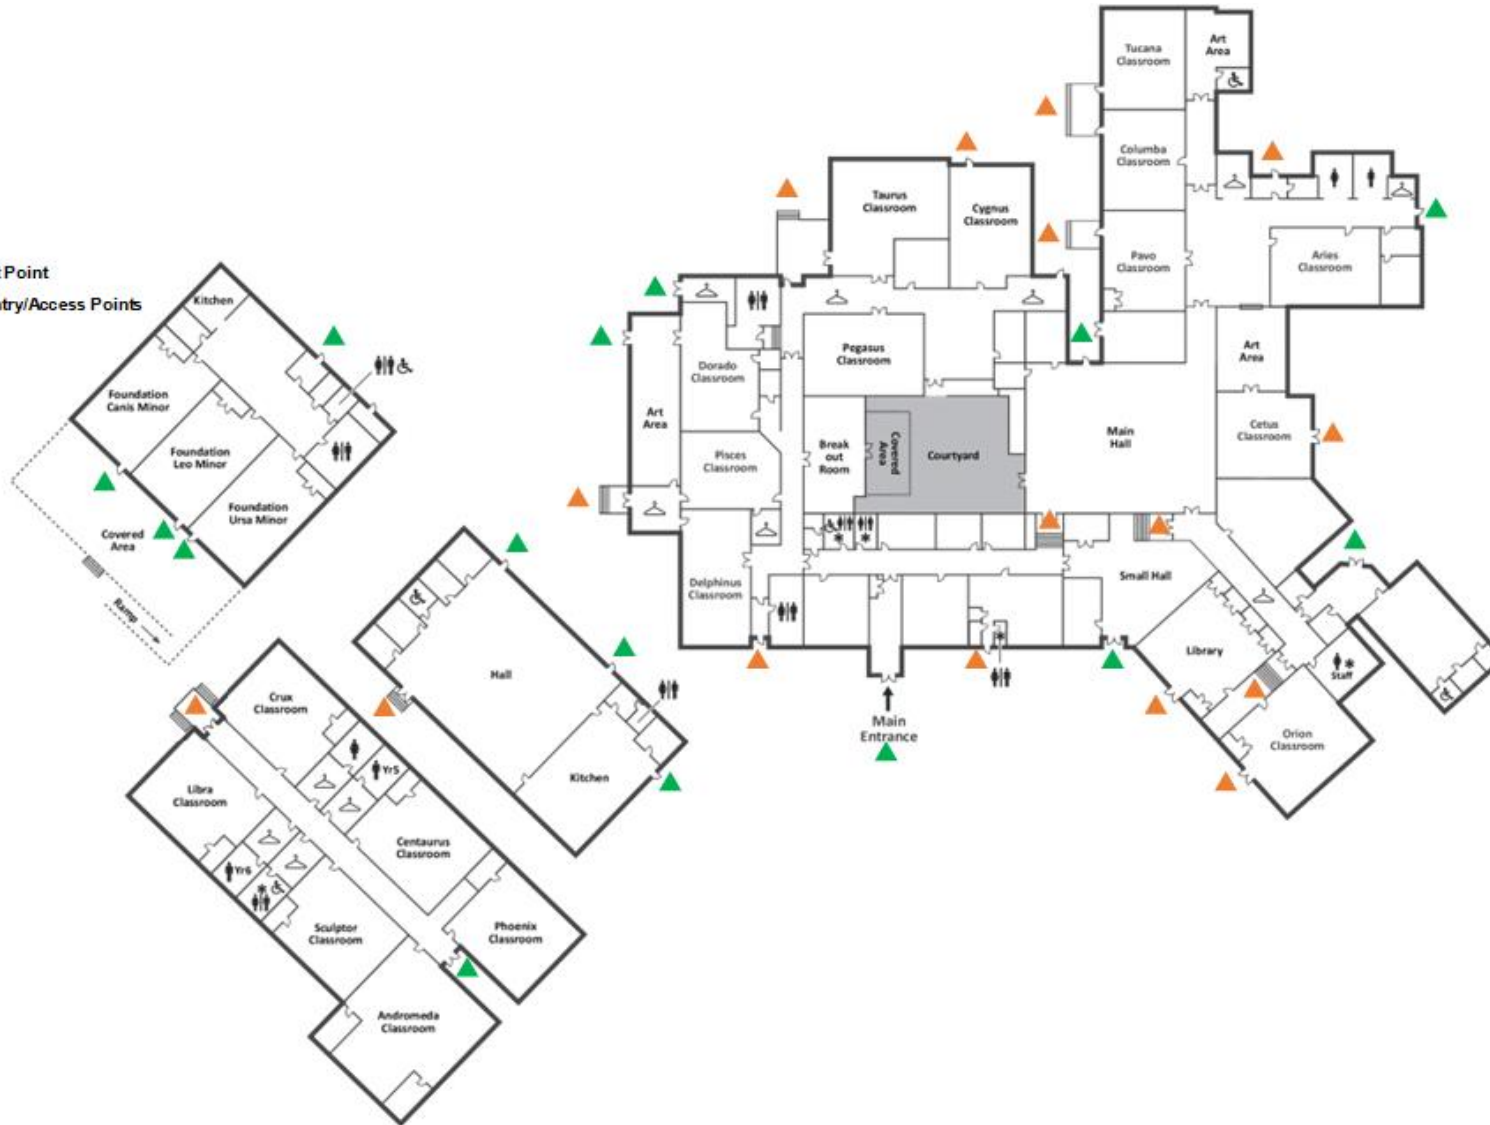 Point
Entry/Access Points
Kitchen
Foundation
Canis Minor
Foundation
Leo Minor
Foundation
Ursa Minor
Covered
Area
Ramp
Hall
Kitchen
Crux
Classroom
Libra
Classroom
Yr5
Yr6
Centaurus
Classroom
Sculptor
Classroom
Phoenix
Classroom
Andromeda
Classroom
Tucana
Classroom
Art
Area
Columba
Classroom
Pavo
Classroom
Aries
Classroom
Taurus
Classroom
Cygnus
Classroom
Pegasus
Classroom
Dorado
Classroom
Art
Area
Pisces
Classroom
Break
out
Room
Covered
Area
Courtyard
Main
Hall
Art
Area
Cetus
Classroom
Delphinus
Classroom
Small Hall
Library
Staff
Orion
Classroom
Main
Entrance